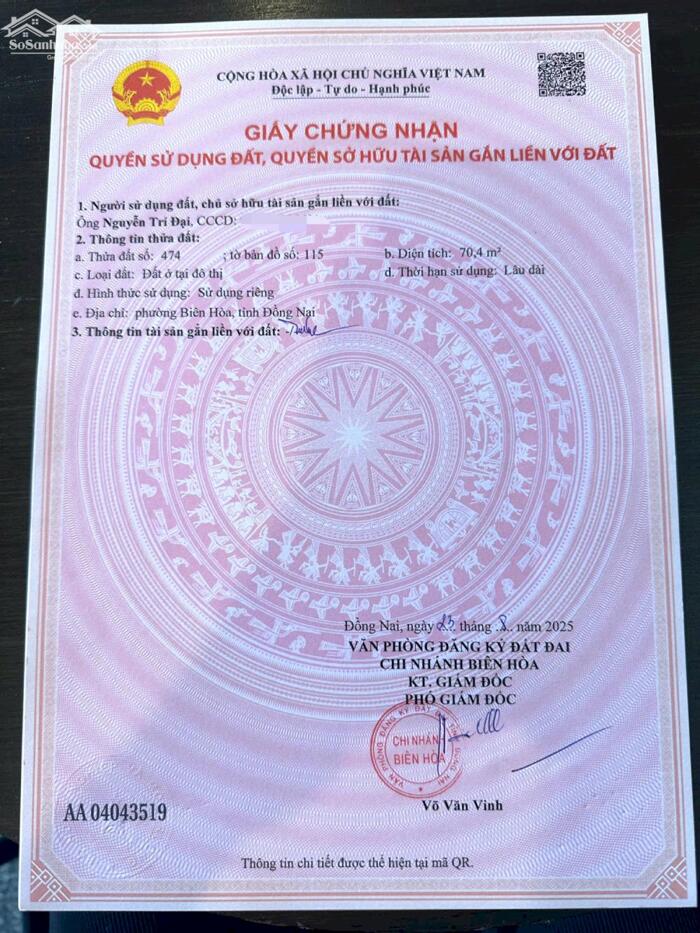 CỘNG HÒA XÃ HỘI CHỦ NGHĨA VIỆT NAM
Độc lập - Tự do - Hạnh phúc
GIẤY CHỨNG NHẬN
QUYỀN SỬ DỤNG ĐẤT, QUYỀN SỞ HỮU TÀI SẢN GẮN LIỀN VỚI ĐẤT
1. Người sử dụng đất, chủ sở hữu tài sản gắn liền với đất:
Ông Nguyễn Trí Đại, CCCD:
2. Thông tin thửa đất:
a. Thửa đất số: 474 ; tờ bản đồ số: 115 b. Diện tích: 70,4 m²
c. Loại đất: Đất ở tại đô thị d. Thời hạn sử dụng: Lâu dài
đ. Hình thức sử dụng: Sử dụng riêng
e. Địa chỉ: phường Biên Hòa, tỉnh Đồng Nai
3. Thông tin tài sản gắn liền với đất:
Đồng Nai, ngày 23 tháng 8 năm 2025
VĂN PHÒNG ĐĂNG KÝ ĐẤT ĐAI
CHI NHÁNH BIÊN HÒA
KT. GIÁM ĐỐC
PHÓ GIÁM ĐỐC
CHI NHÁNH
BIÊN HÒA
Võ Văn Vinh
AA 04043519
Thông tin chi tiết được thể hiện tại mã QR.